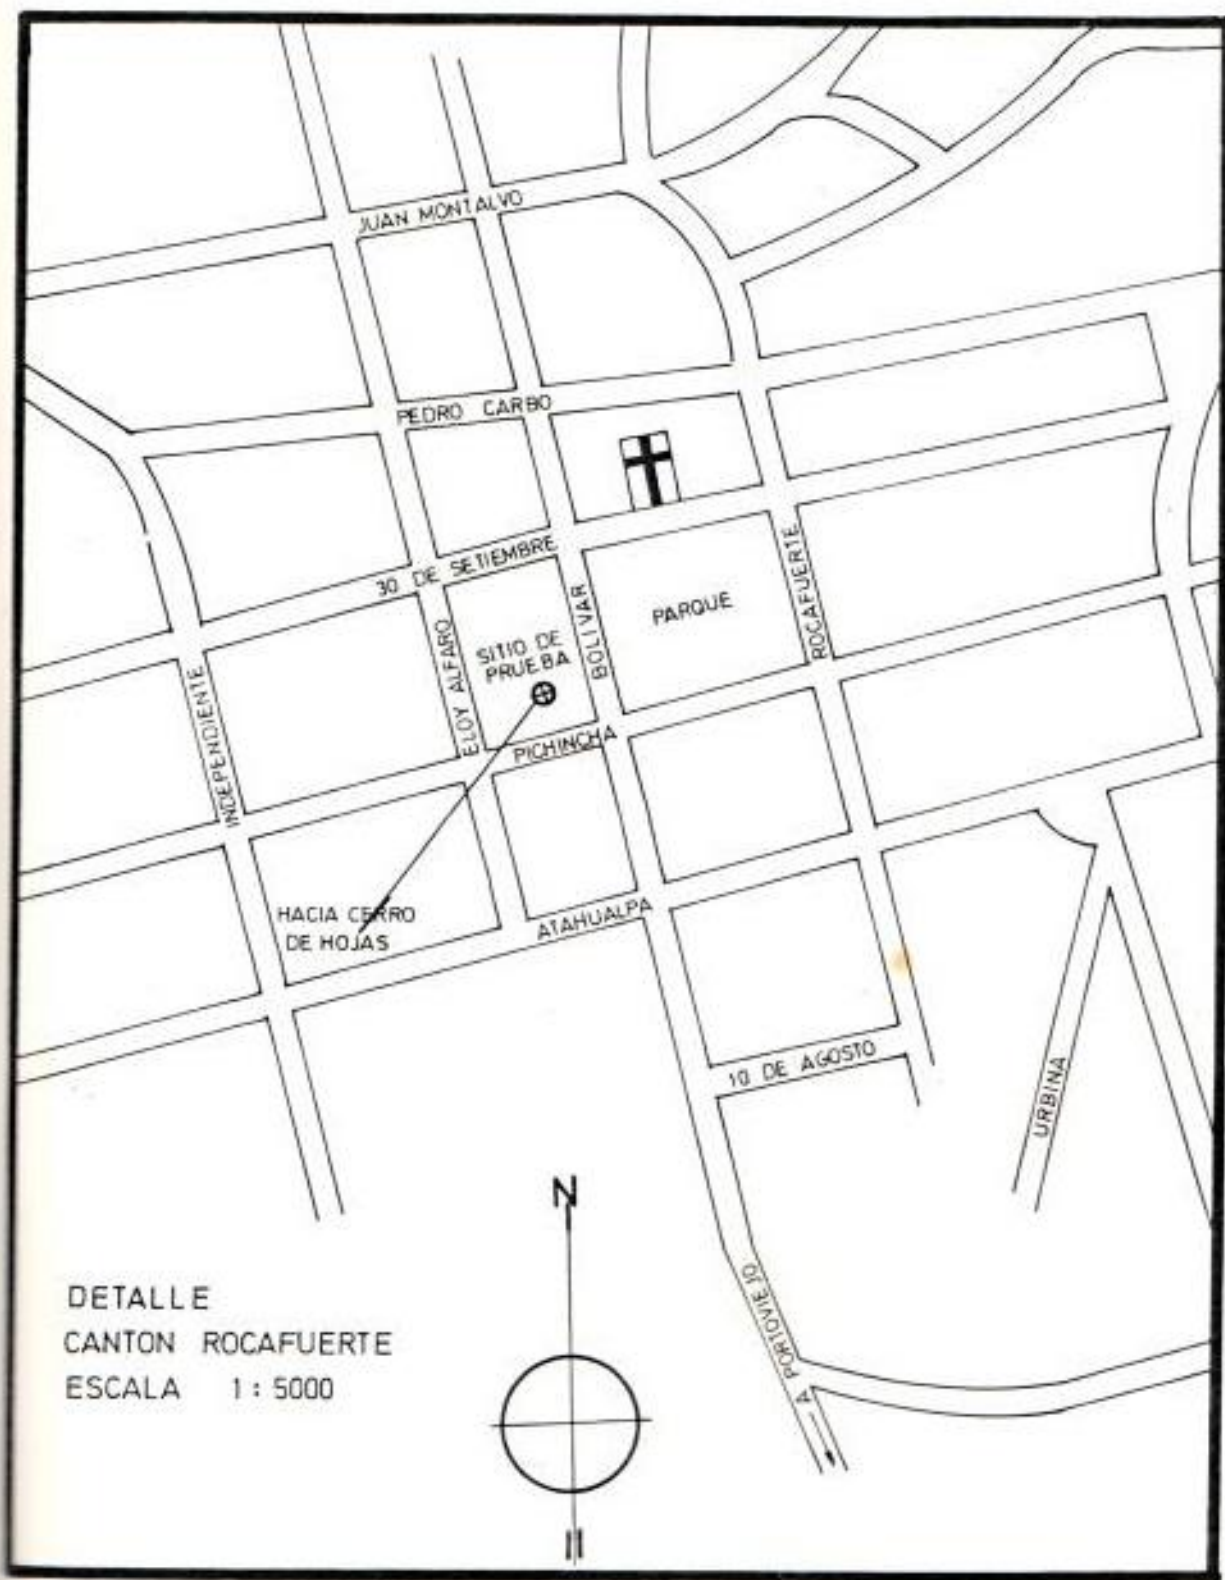 JUAN MONTALVO
PEDRO CARBO
30 DE SETIEMBRE
ROCAFUERTE
PARQUE
BOLIVAR
SITIO DE
PRUEBA
ELOY ALFARO
INDEPENDIENTE
PICHINCHA
HACIA CERRO
DE HOJAS
ATAHUALPA
10 DE AGOSTO
URBINA
N
A PORTOVIEJO
DETALLE
CANTON ROCAFUERTE
ESCALA 1 : 5000